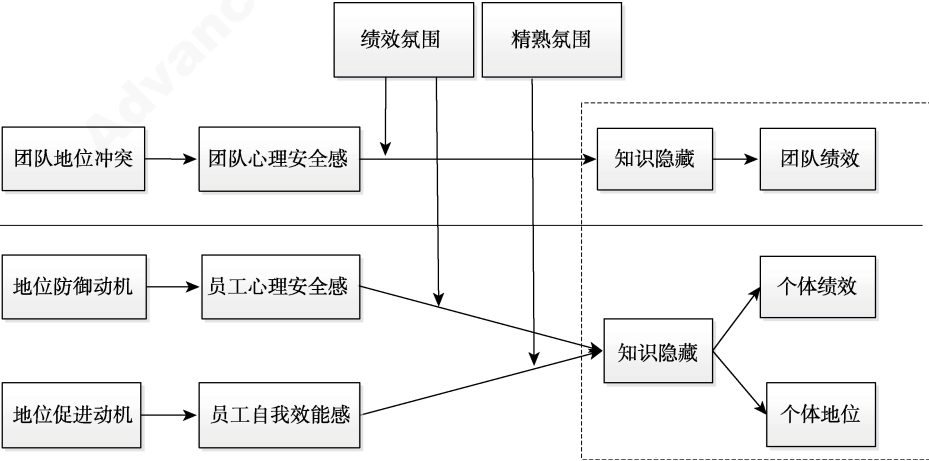 绩效氛围
精熟氛围
团队地位冲突
团队心理安全感
知识隐藏
团队绩效
地位防御动机
员工心理安全感
个体绩效
知识隐藏
地位促进动机
员工自我效能感
个体地位
Advanc